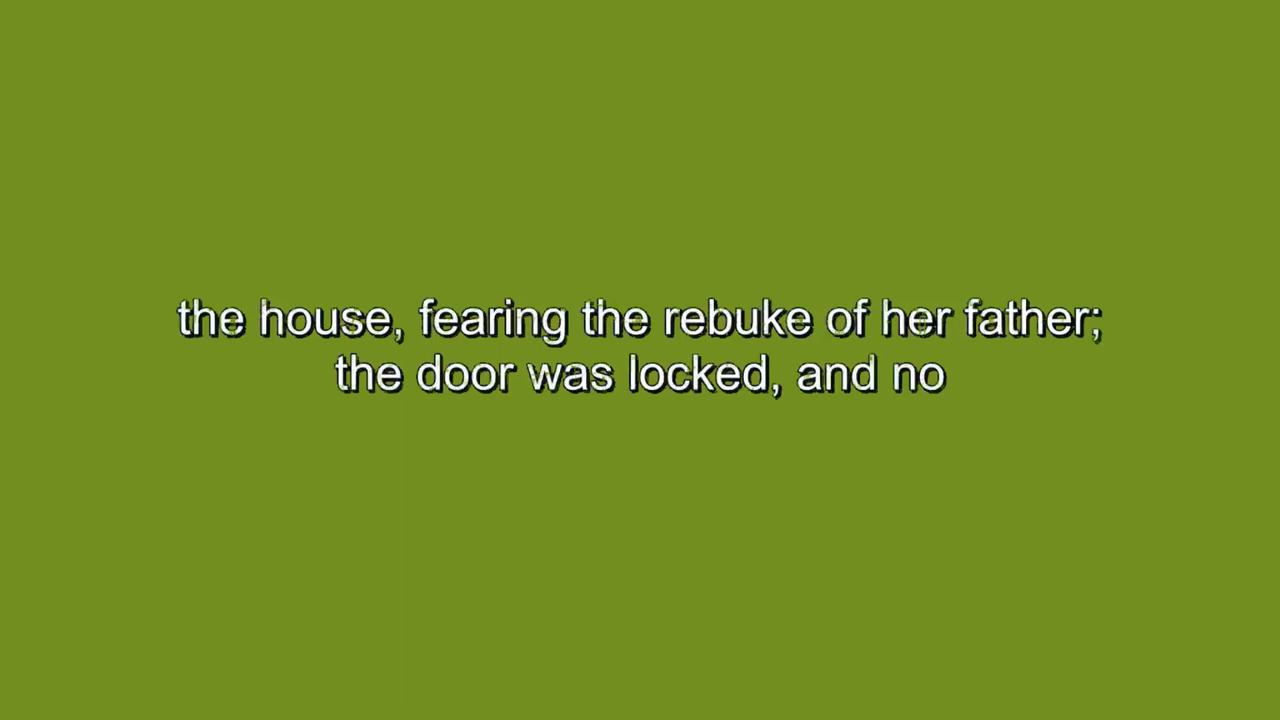 the house, fearing the rebuke of her father;
the door was locked, and no